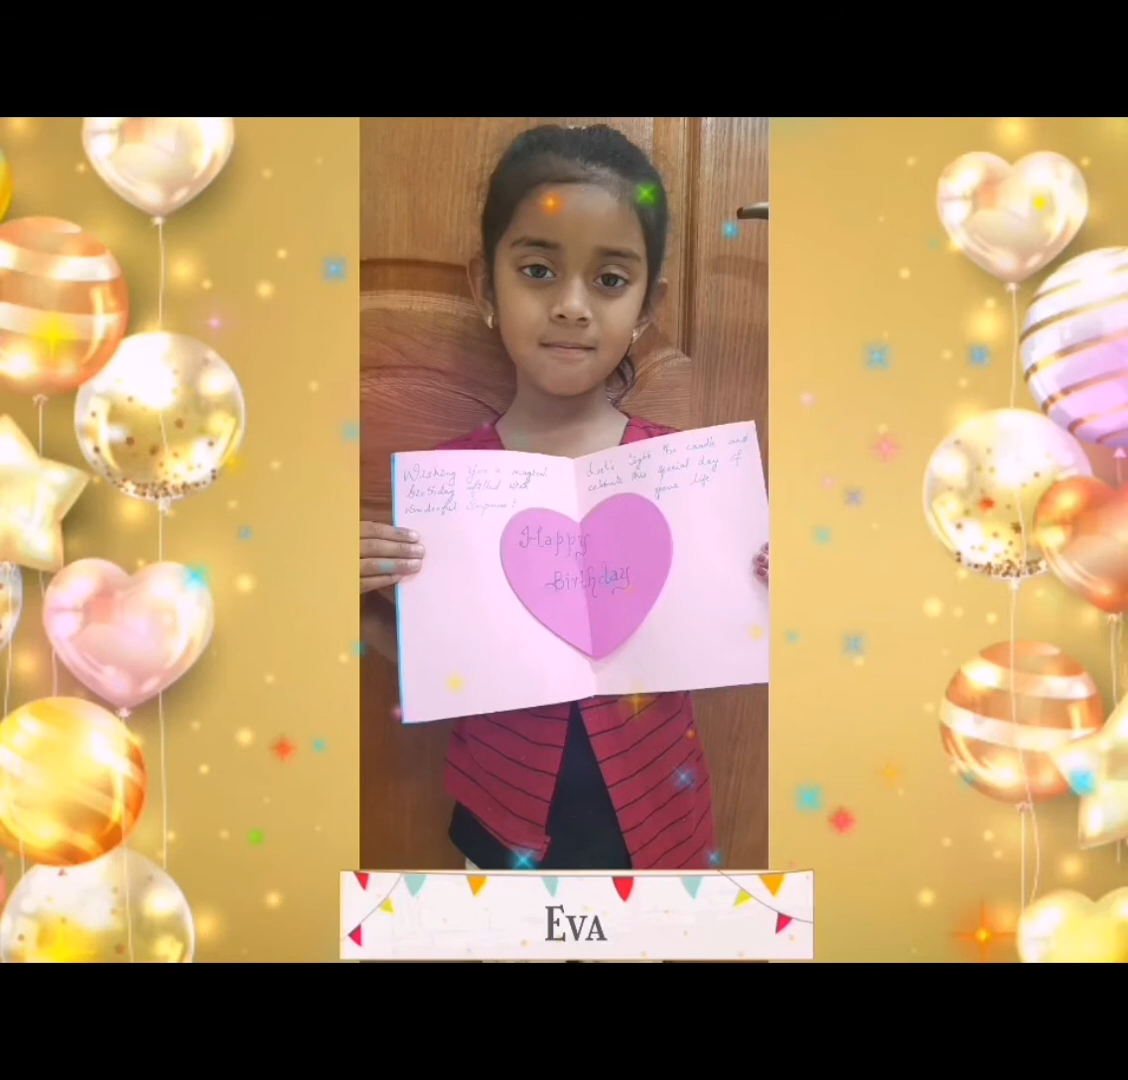 Wishing you a magical
birthday filled with
wonderful surprises!
Let's light the candle and
celebrate this special day of
your life
Happy
Birthday
EVA